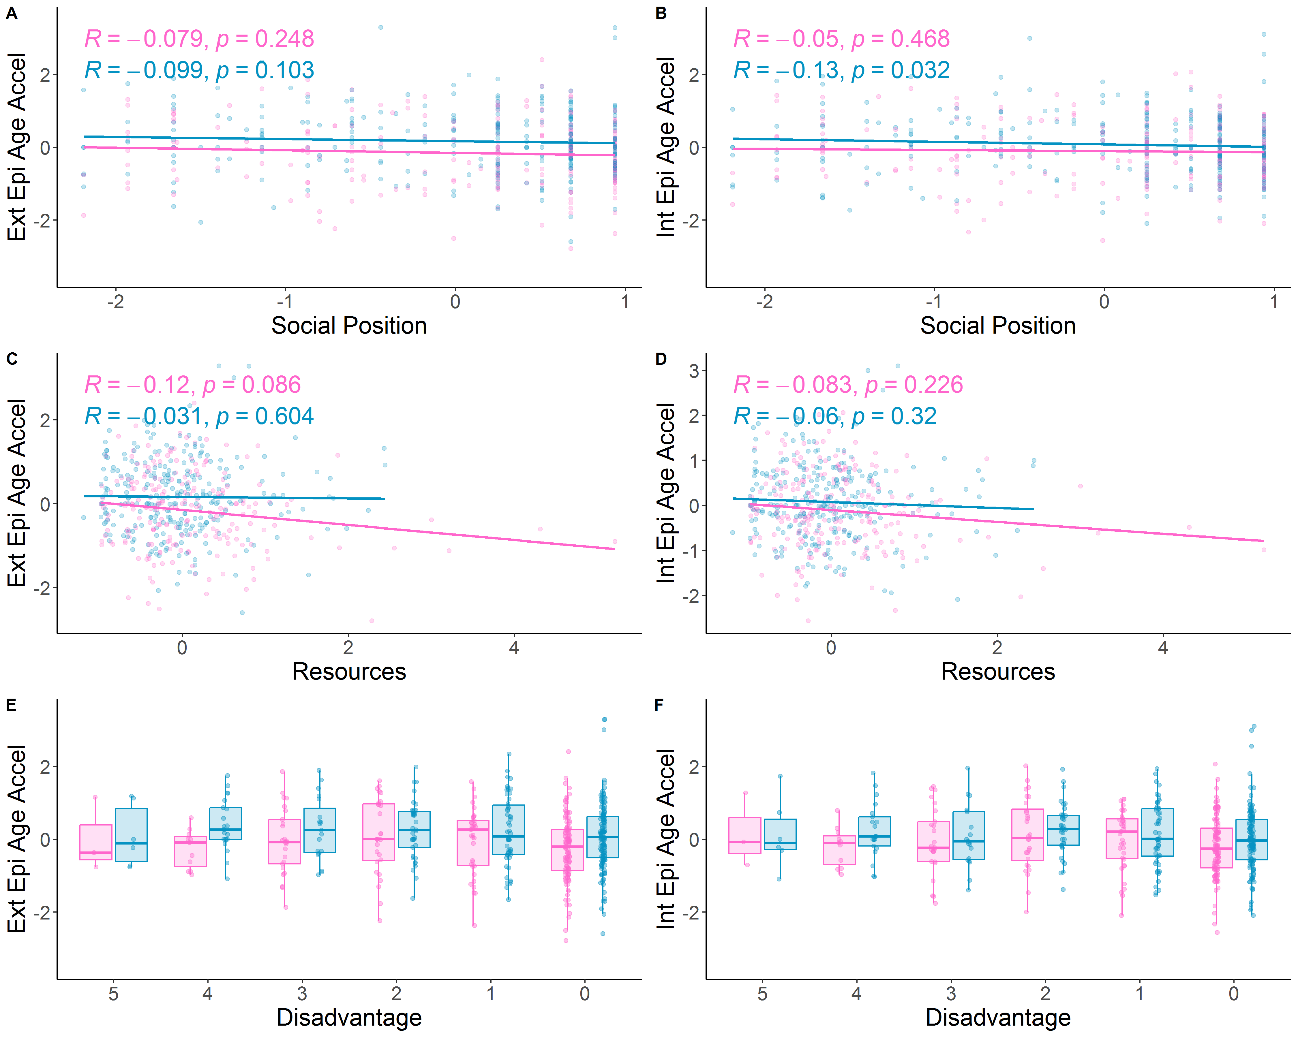 A
R = −0.079, p = 0.248
R = −0.099, p = 0.103
Ext Epi Age Accel
2
0
-2
-2 -1 0 1
Social Position
B
R = −0.05, p = 0.468
R = −0.13, p = 0.032
Int Epi Age Accel
2
0
-2
-2 -1 0 1
Social Position
C
R = −0.12, p = 0.086
R = −0.031, p = 0.604
Ext Epi Age Accel
2
0
-2
0 2 4
Resources
D
R = −0.083, p = 0.226
R = −0.06, p = 0.32
Int Epi Age Accel
3
2
1
0
-1
-2
0 2 4
Resources
E
Ext Epi Age Accel
2
0
-2
5 4 3 2 1 0
Disadvantage
F
Int Epi Age Accel
2
0
-2
5 4 3 2 1 0
Disadvantage